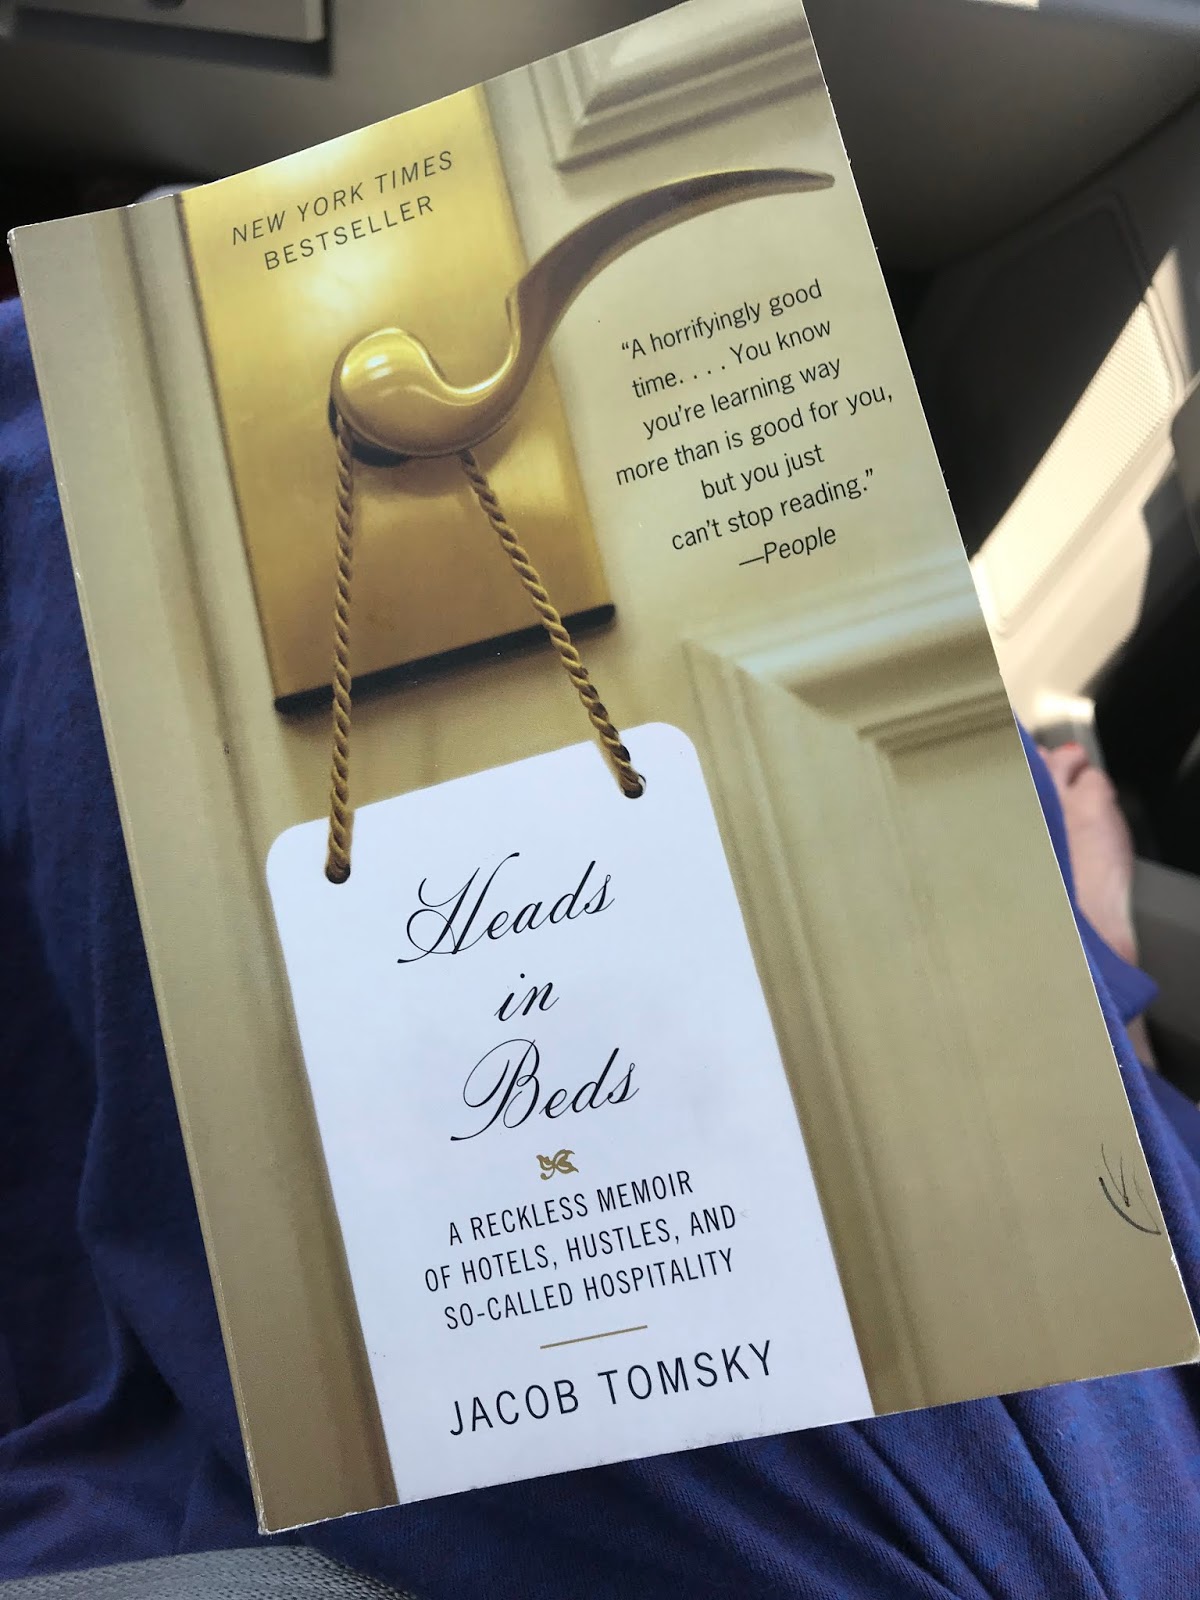 NEW YORK TIMES
BESTSELLER
“A horrifyingly good
time. . . . You know
you’re learning way
more than is good for you,
but you just
can’t stop reading.”
—People
Heads
in
Beds
A RECKLESS MEMOIR
OF HOTELS, HUSTLES, AND
SO-CALLED HOSPITALITY
JACOB TOMSKY